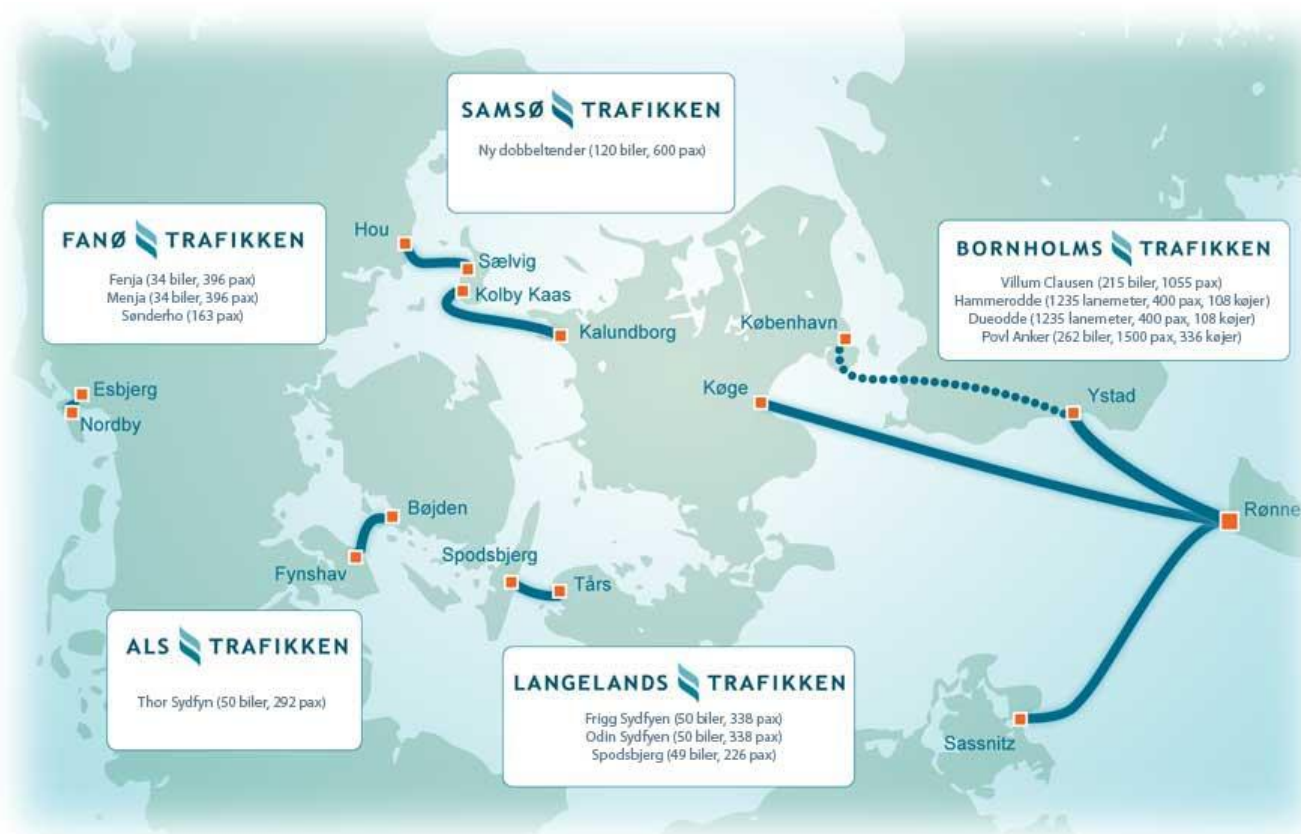 SAMSØ TRAFIKKEN
Ny dobbeltender (120 biler, 600 pax)
FANØ TRAFIKKEN
Fenja (34 biler, 396 pax)
Menja (34 biler, 396 pax)
Sønderho (163 pax)
BORNHOLMS TRAFIKKEN
Villum Clausen (215 biler, 1055 pax)
Hammerodde (1235 lanemeter, 400 pax, 108 køjer)
Dueodde (1235 lanemeter, 400 pax, 108 køjer)
Povl Anker (262 biler, 1500 pax, 336 køjer)
Hou
Sælvig
Kolby Kaas
Kalundborg
København
Køge
Ystad
Esbjerg
Nordby
Rønne
Bøjden
Fynshav
Spodsbjerg
Tårs
ALS TRAFIKKEN
Thor Sydfyn (50 biler, 292 pax)
LANGELANDS TRAFIKKEN
Frigg Sydfyen (50 biler, 338 pax)
Odin Sydfyen (50 biler, 338 pax)
Spodsbjerg (49 biler, 226 pax)
Sassnitz